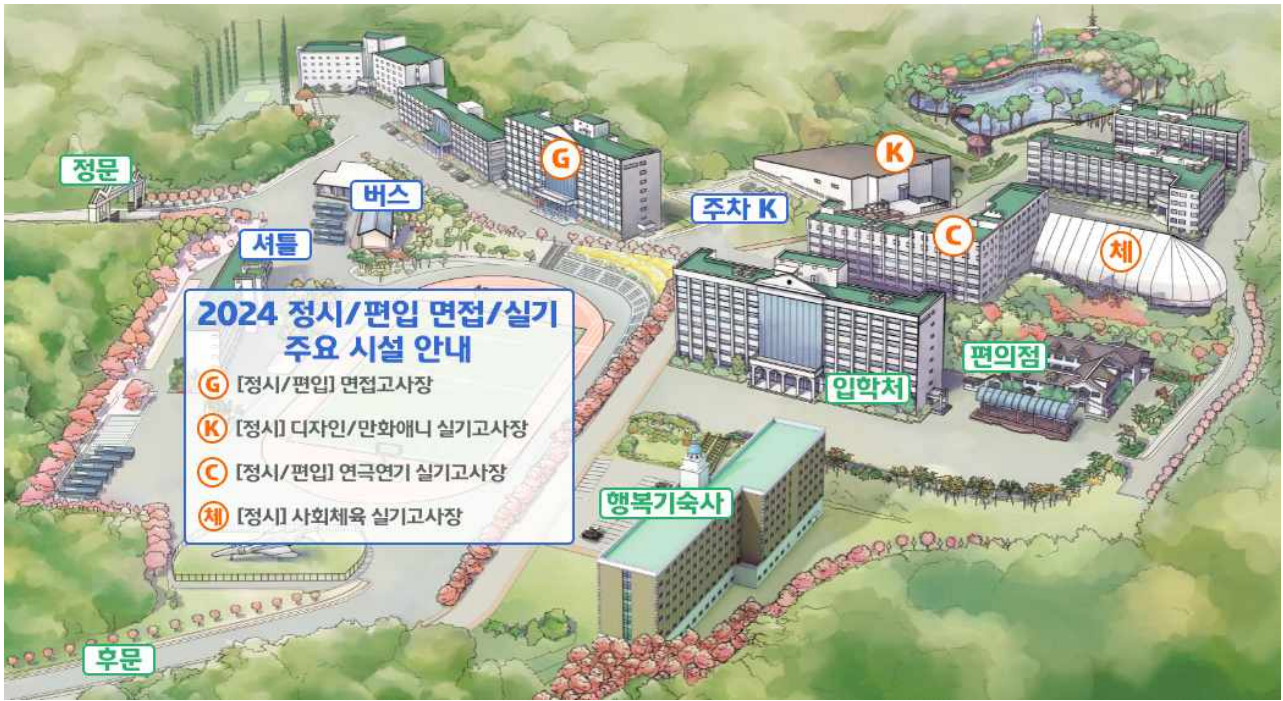 정문
버스
셔틀
G
K
주차 K
C
체
2024 정시/편입 면접/실기
주요 시설 안내
G [정시/편입] 면접고사장
K [정시] 디자인/만화애니 실기고사장
C [정시/편입] 연극연기 실기고사장
체 [정시] 사회체육 실기고사장
편의점
입학처
행복기숙사
후문